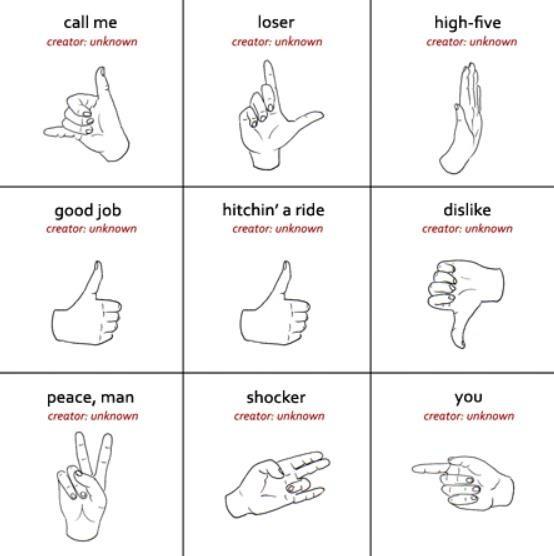 call me
creator: unknown
loser
creator: unknown
high-five
creator: unknown
good job
creator: unknown
hitchin' a ride
creator: unknown
dislike
creator: unknown
peace, man
creator: unknown
shocker
creator: unknown
you
creator: unknown